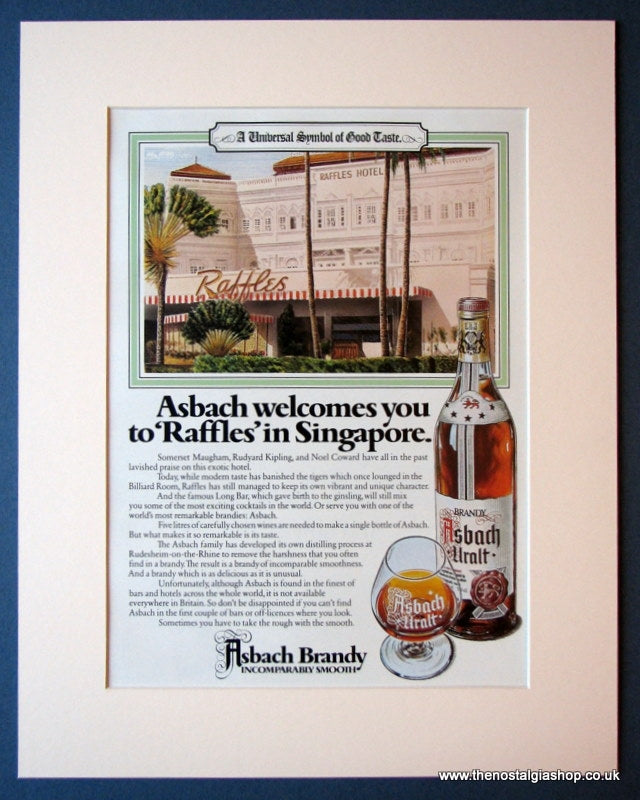 A Universal Symbol of Good Taste.
RAFFLES HOTEL
Raffles
Asbach welcomes you
to ‘Raffles’ in Singapore.
Somerset Maugham, Rudyard Kipling, and Noel Coward have all in the past
lavished praise on this exotic hotel.
Today, while modern taste has banished the tigers which once lounged in the
Billiard Room, Raffles has still managed to keep its own vibrant and unique character.
And the famous Long Bar, which gave birth to the ginsling, will still mix
you some of the most exciting cocktails in the world. Or serve you with one of the
world's most remarkable brandies: Asbach.
Five litres of carefully chosen wines are needed to make a single bottle of Asbach.
But what makes it so remarkable is its taste.
The Asbach family has developed its own distilling process at
Rudesheim-on-the-Rhine to remove the harshness that you often
find in a brandy. The result is a brandy of incomparable smoothness.
And a brandy which is as delicious as it is unusual.
Unfortunately, although Asbach is found in the finest of
bars and hotels across the whole world, it is not available
everywhere in Britain. So don't be disappointed if you can't find
Asbach in the first couple of bars or off-licences where you look.
Sometimes you have to take the rough with the smooth.
BRANDY
Asbach
Uralt
Asbach
Uralt
Asbach Brandy
INCOMPARABLY SMOOTH
www.thenostalgiashop.co.uk